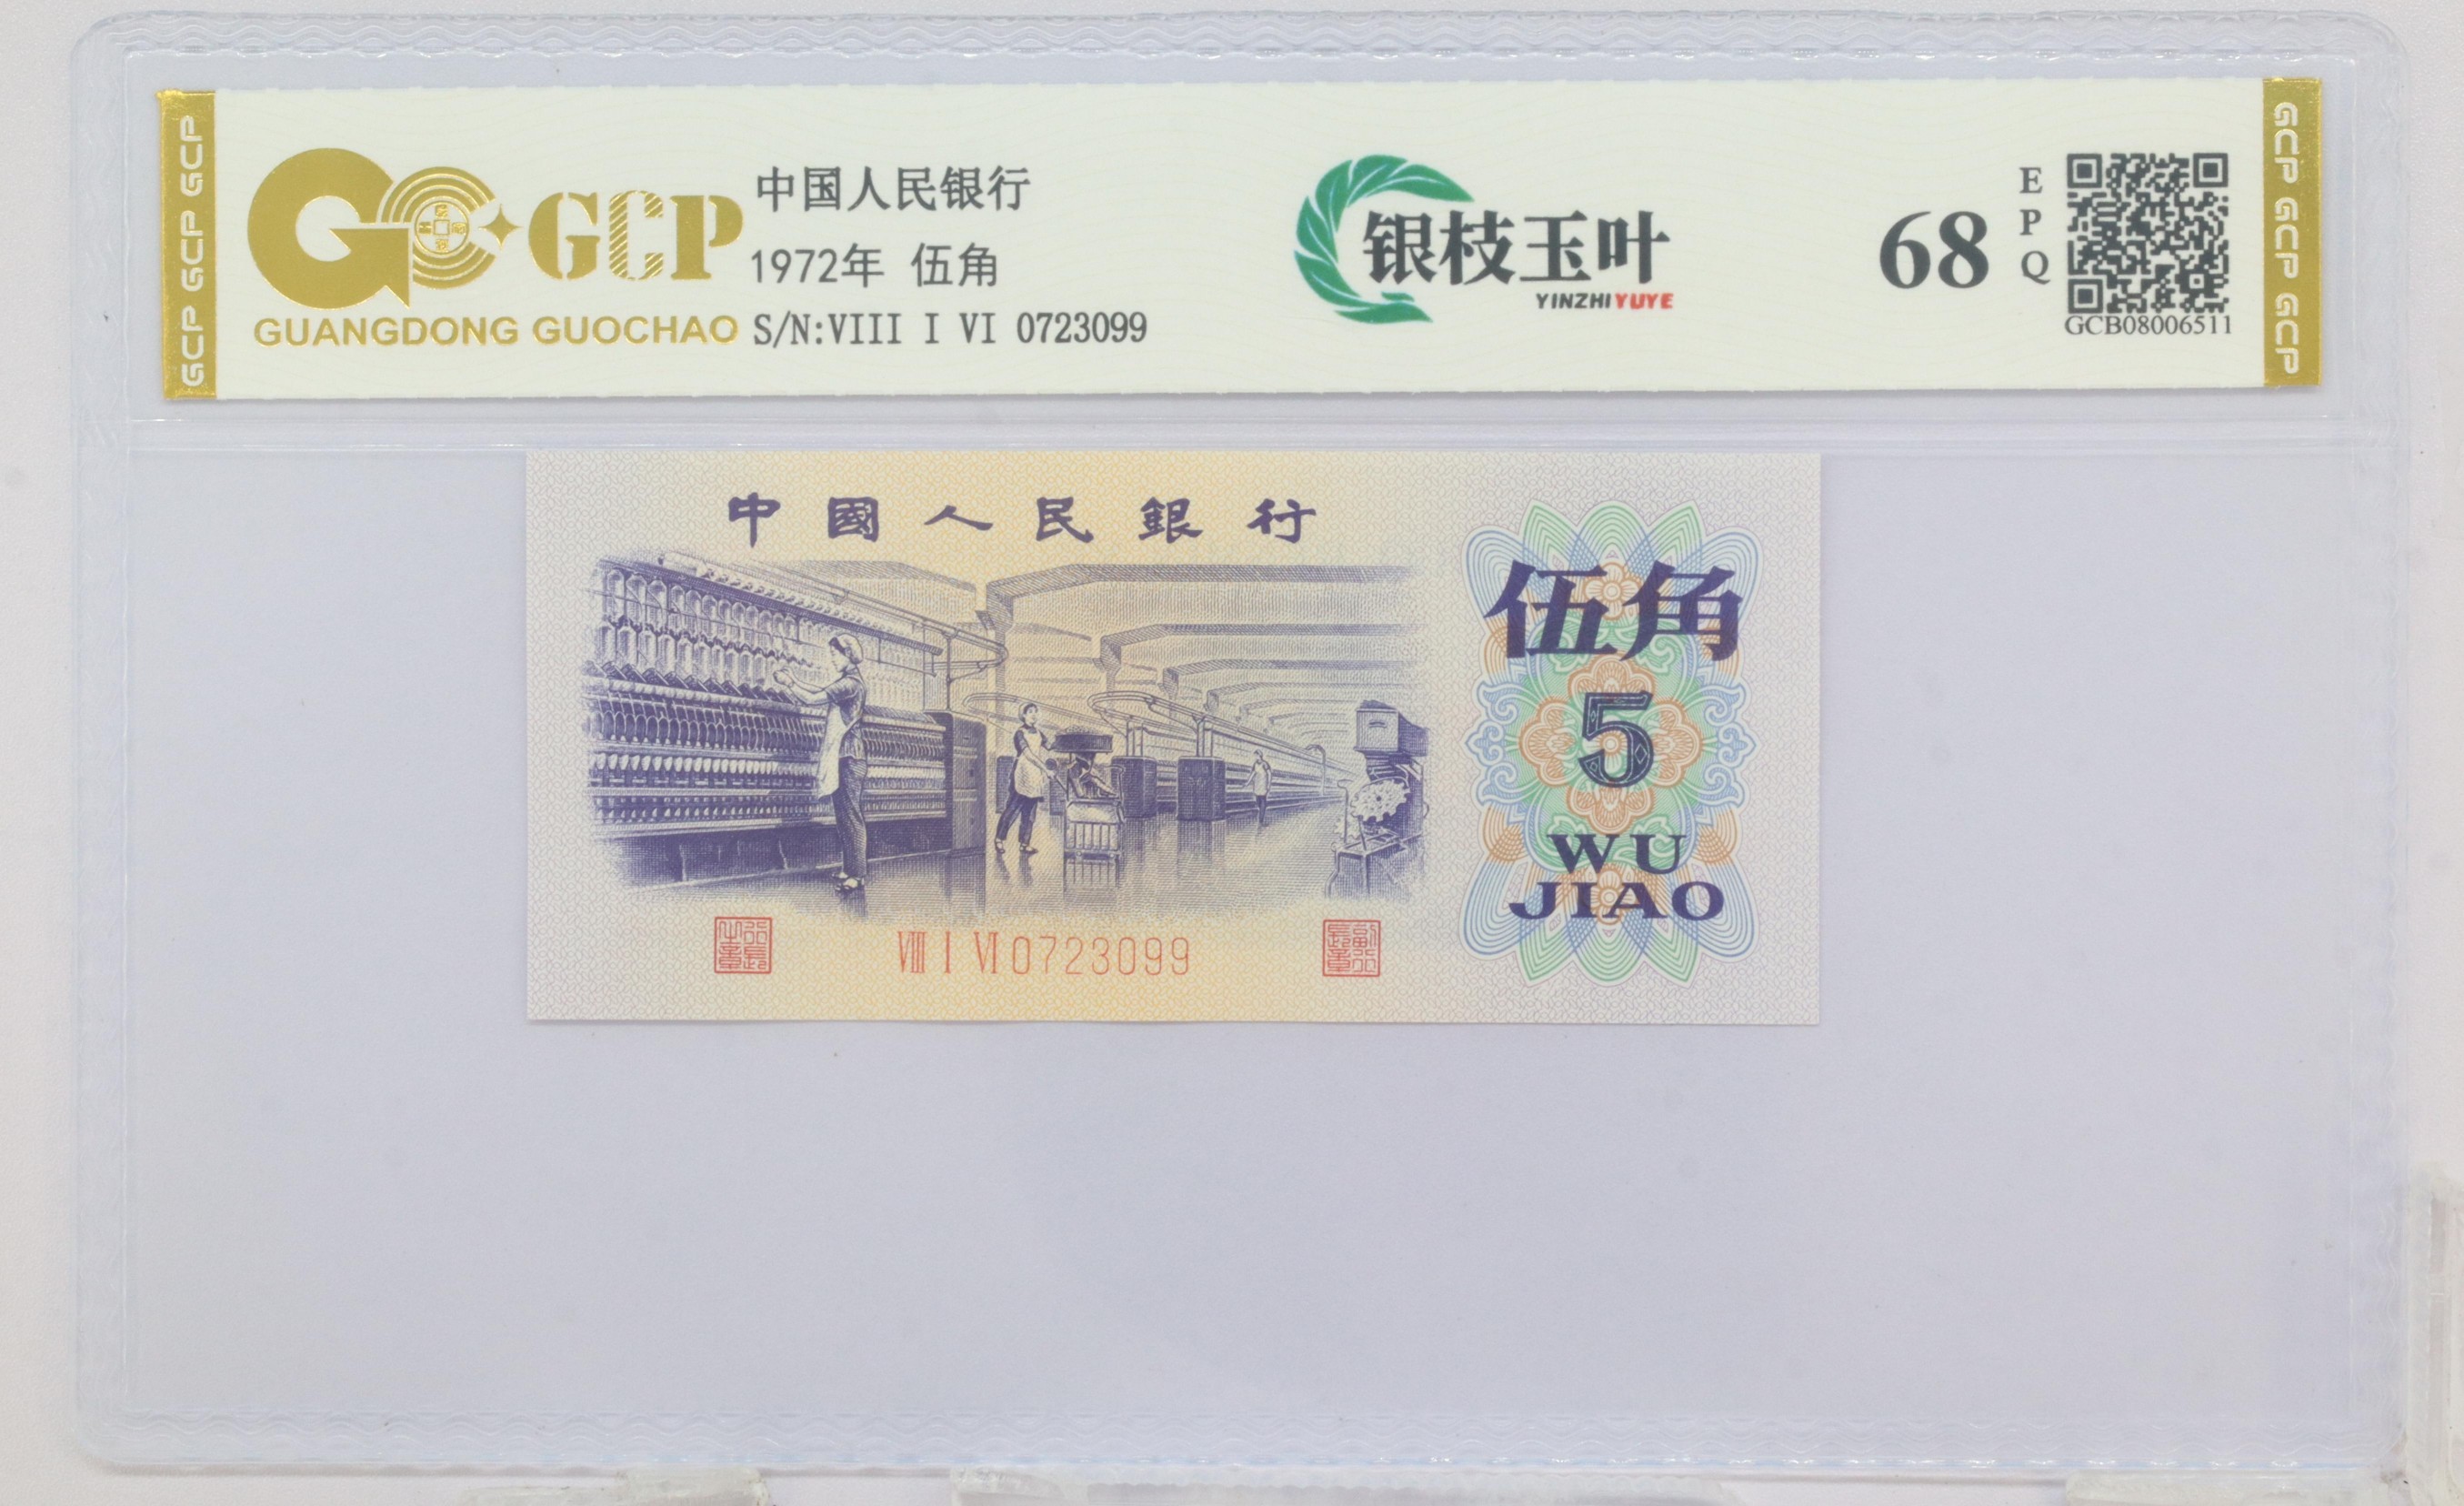 GCP GCP GCP
GCP
GUANGDONG GUOCHAO
中国人民银行
1972年 伍角
S/N:VIII I VI 0723099
银枝玉叶
YINZHIYUYE
68
EPQ
GCB08006511
GCP GCP GCP
中國人民銀行
伍角
5
WU
JIAO
VIII I VI 0723099